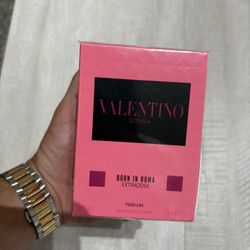 VALENTINO
DONNA
BORN IN ROMA
EXTRADOSE
PARFUM